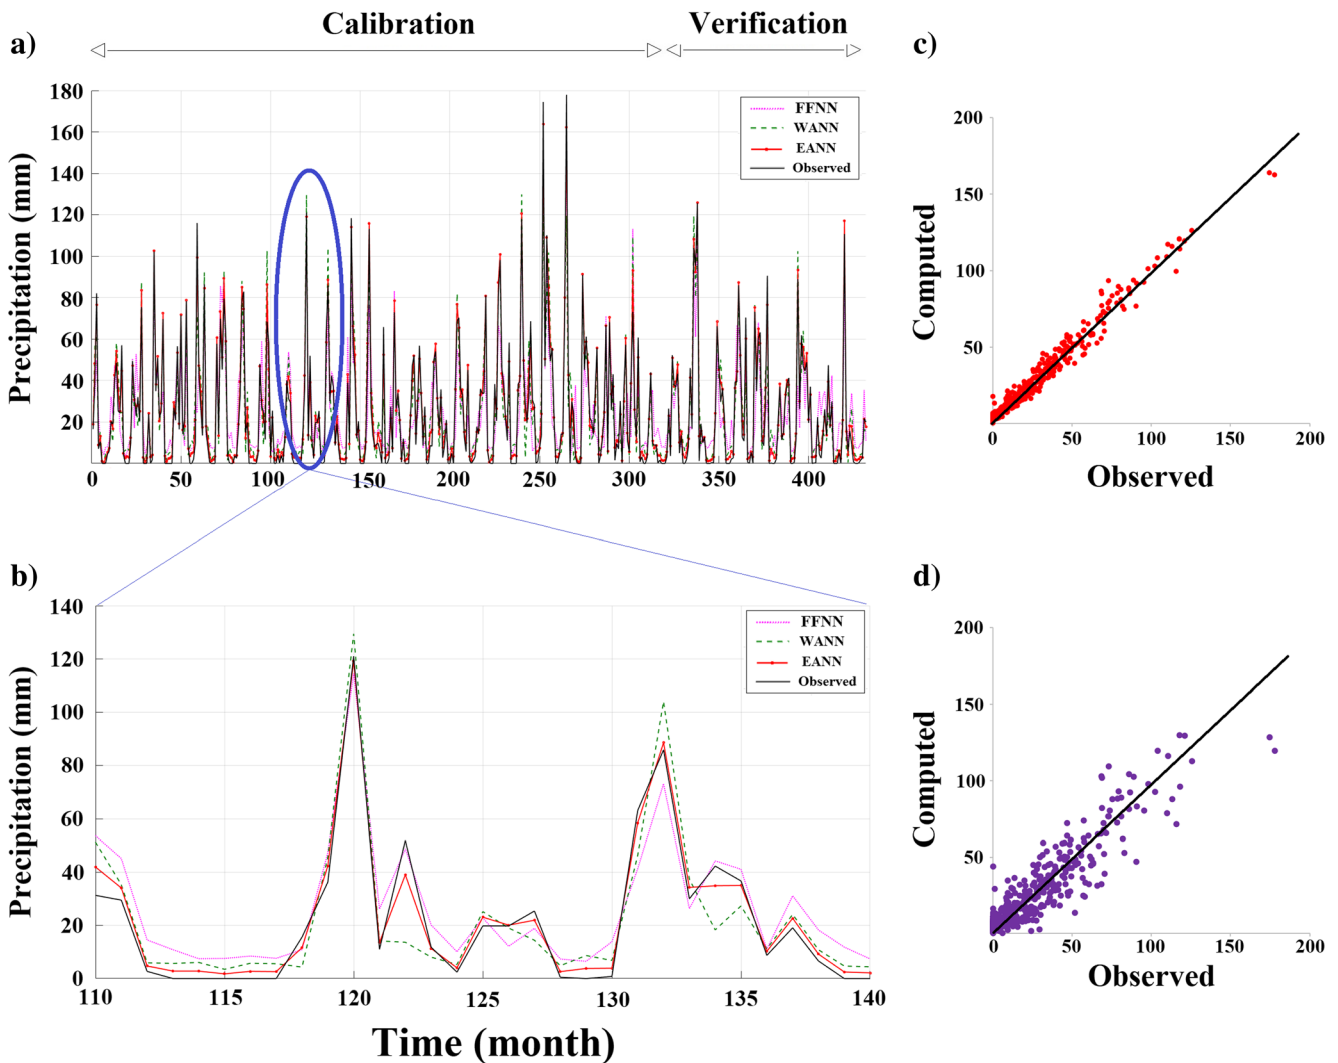 Calibration
Verification
a)
Precipitation (mm)
180
160
140
120
100
80
60
40
20
0
50
100
150
200
250
300
350
400
FFNN
WANN
EANN
Observed
c)
Computed
200
150
100
50
0
50
100
150
200
Observed
b)
Precipitation (mm)
140
120
100
80
60
40
20
0
110
115
120
125
130
135
140
Time (month)
FFNN
WANN
EANN
Observed
d)
Computed
200
150
100
50
0
50
100
150
200
Observed